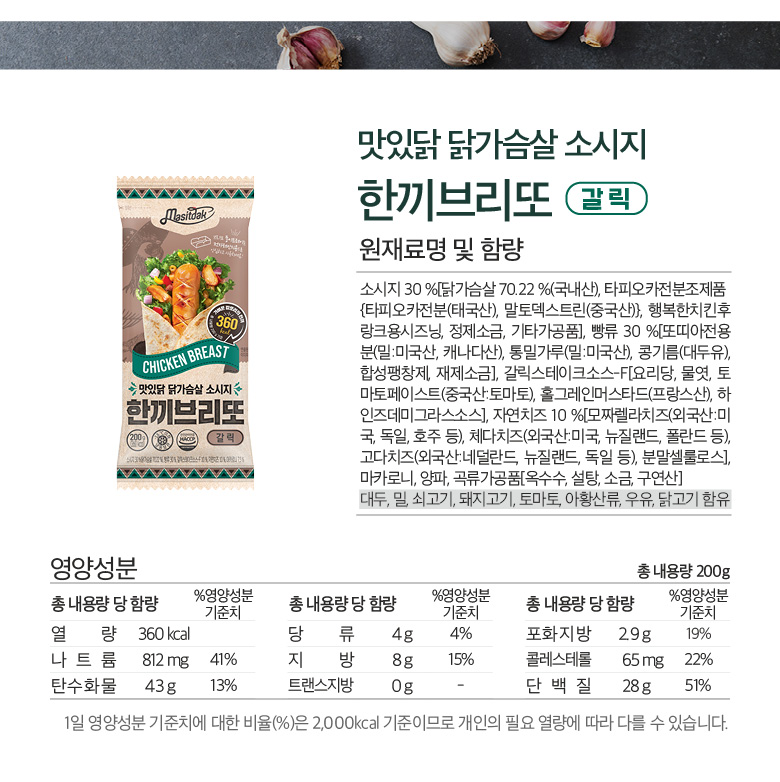 맛있닭 닭가슴살 소시지
한끼브리또 갈릭
원재료명 및 함량
소시지 30 %[닭가슴살 70.22 %(국내산), 타피오카전분조제품
{타피오카전분(태국산), 말토덱스트린(중국산)}, 행복한치킨후
랑크용시즈닝, 정제소금, 기타가공품], 빵류 30 %[또띠아전용
분(밀:미국산, 캐나다산), 통밀가루(밀:미국산), 콩기름(대두유),
합성팽창제, 재제소금], 갈릭스테이크소스-F[요리당, 물엿, 토
마토페이스트(중국산:토마토), 홀그레인머스타드(프랑스산), 하
인즈데미그라스소스], 자연치즈 10 %[모짜렐라치즈(외국산:미
국, 독일, 호주 등), 체다치즈(외국산:미국, 뉴질랜드, 폴란드 등),
고다치즈(외국산:네덜란드, 뉴질랜드, 독일 등), 분말셀룰로스],
마카로니, 양파, 곡류가공품[옥수수, 설탕, 소금, 구연산]
대두, 밀, 쇠고기, 돼지고기, 토마토, 아황산류, 우유, 닭고기 함유
Masitdak
360
kcal
CHICKEN BREAST
맛있닭 닭가슴살 소시지
한끼브리또
200g
HACCP
갈릭
영양성분
총 내용량 200g
총 내용량 당 함량 %영양성분 기준치 총 내용량 당 함량 %영양성분 기준치 총 내용량 당 함량 %영양성분 기준치
열 량 360 kcal 당 류 4 g 4% 포화지방 2.9 g 19%
나 트 륨 812 mg 41% 지 방 8 g 15% 콜레스테롤 65 mg 22%
탄수화물 43 g 13% 트랜스지방 0 g - 단 백 질 28 g 51%
1일 영양성분 기준치에 대한 비율(%)은 2,000kcal 기준이므로 개인의 필요 열량에 따라 다를 수 있습니다.